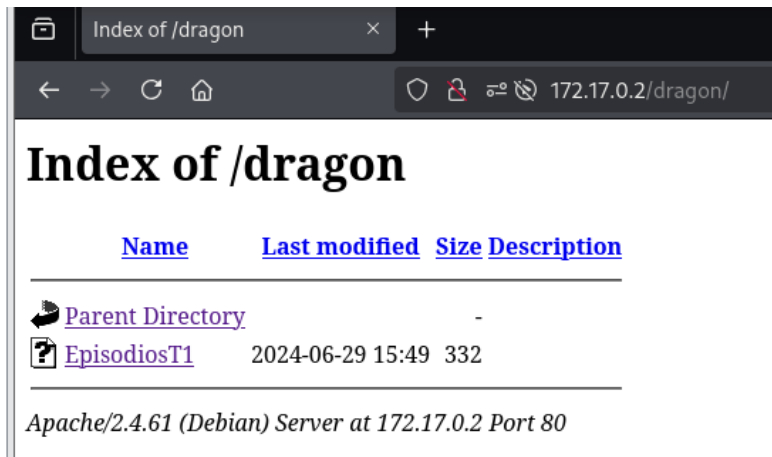 Index of /dragon
172.17.0.2/dragon/
Index of /dragon
Name Last modified Size Description
Parent Directory -
EpisodiosT1 2024-06-29 15:49 332
Apache/2.4.61 (Debian) Server at 172.17.0.2 Port 80